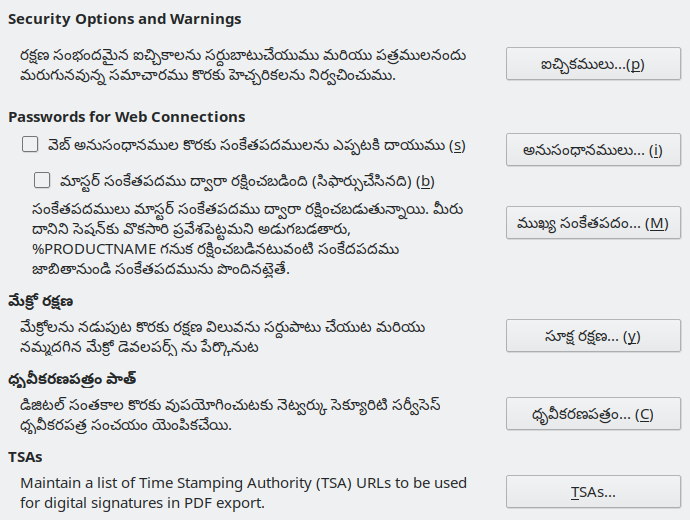 Security Options and Warnings
రక్షణ సంభందమైన ఐచ్చికాలను సర్దుబాటుచేయుము మరియు పత్రములనందు
మరుగునవున్న సమాచారము కొరకు హెచ్చరికలను నిర్వచించుము.
ఐచ్చికములు...(p)
Passwords for Web Connections
వెబ్ అనుసంధానముల కొరకు సంకేతపదములును ఎప్పటకి దాయుము (s)
అనుసంధానములు... (i)
మాస్టర్ సంకేతపదము ద్వారా రక్షించబడింది (సిఫార్సుచేసినది) (b)
సంకేతపదములు మాస్టర్ సంకేతపదము ద్వారా రక్షించబడుతున్నాయి. మీరు
దానిని సెషన్‌కు వొకసారి ప్రవేశపెట్టమని అడుగబడతారు,
%PRODUCTNAME గనుక రక్షించబడినటువంటి సంకేదపదము
జాబితానుండి సంకేతపదమును పొందినట్లైతే.
ముఖ్య సంకేతపదం... (M)
మేక్రో రక్షణ
మేక్రోలను నడుపుట కొరకు రక్షణ విలువను సర్దుపాటు చేయుట మరియు
నమ్మదగిన మేక్రో డెవలపర్స్ ను పేర్కొనుట
సూక్ష రక్షణ... (y)
ధృవీకరణపత్రం పాత్
డిజిటల్ సంతకాల కొరకు వుపయోగించుటకు నెట్వర్కు సెక్యూరిటి సర్వీసెస్
ధృవీకరపత్ర సంచయం యెంపికచేయి.
ధృవీకరణపత్రం... (C)
TSAs
Maintain a list of Time Stamping Authority (TSA) URLs to be used
for digital signatures in PDF export.
TSAs...